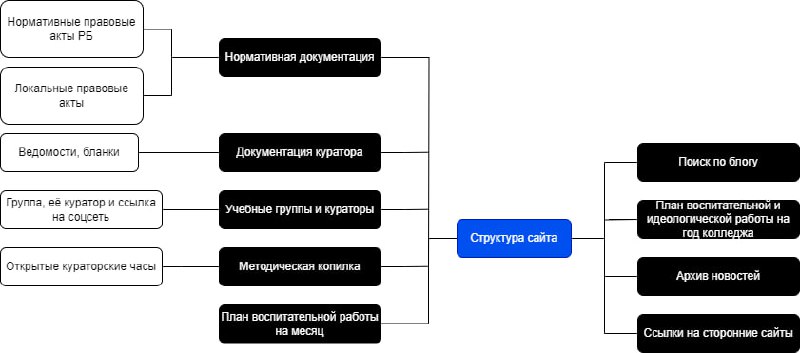 Нормативные правовые
акты РБ
Локальные правовые
акты
Ведомости, бланки
Группа, её куратор и ссылка
на соцсеть
Открытые кураторские часы
Нормативная документация
Документация куратора
Учебные группы и кураторы
Методическая копилка
План воспитательной работы
на месяц
Структура сайта
Поиск по блогу
План воспитательной и
идеологической работы на
год колледжа
Архив новостей
Ссылки на сторонние сайты